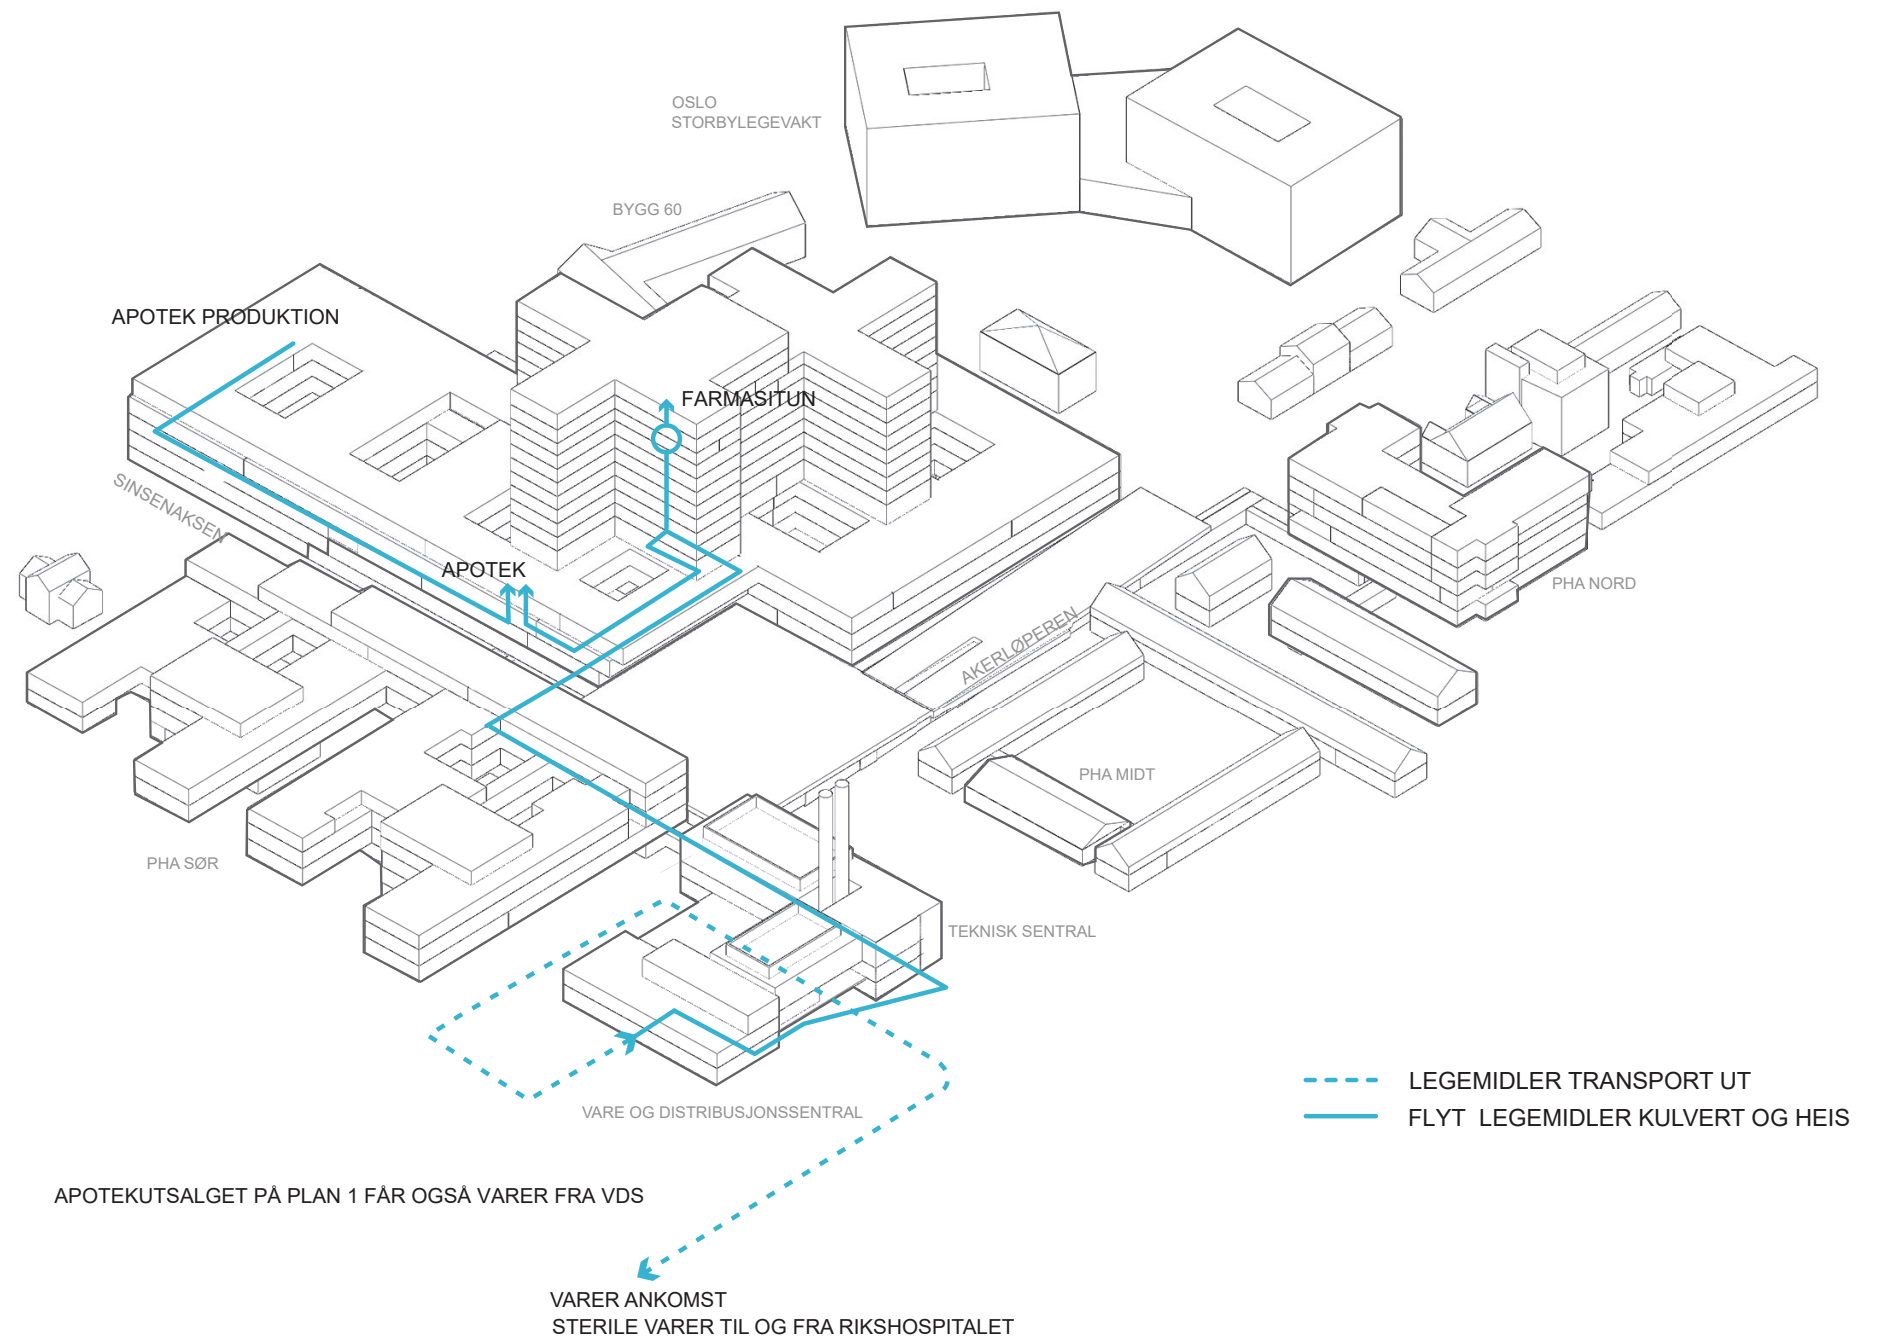 OSLO
STORBYLEGEVAKT
BYGG 60
APOTEK PRODUKTION
FARMASITUN
SINSENAKSEN
APOTEK
PHA NORD
AKERLØPEREN
PHA MIDT
PHA SØR
TEKNISK SENTRAL
LEGEMIDLER TRANSPORT UT
FLYT LEGEMIDLER KULVERT OG HEIS
VARE OG DISTRIBUSJONSSENTRAL
APOTEKUTSALGET PÅ PLAN 1 FÅR OGSÅ VARER FRA VDS
VARER ANKOMST
STERILE VARER TIL OG FRA RIKSHOSPITALET